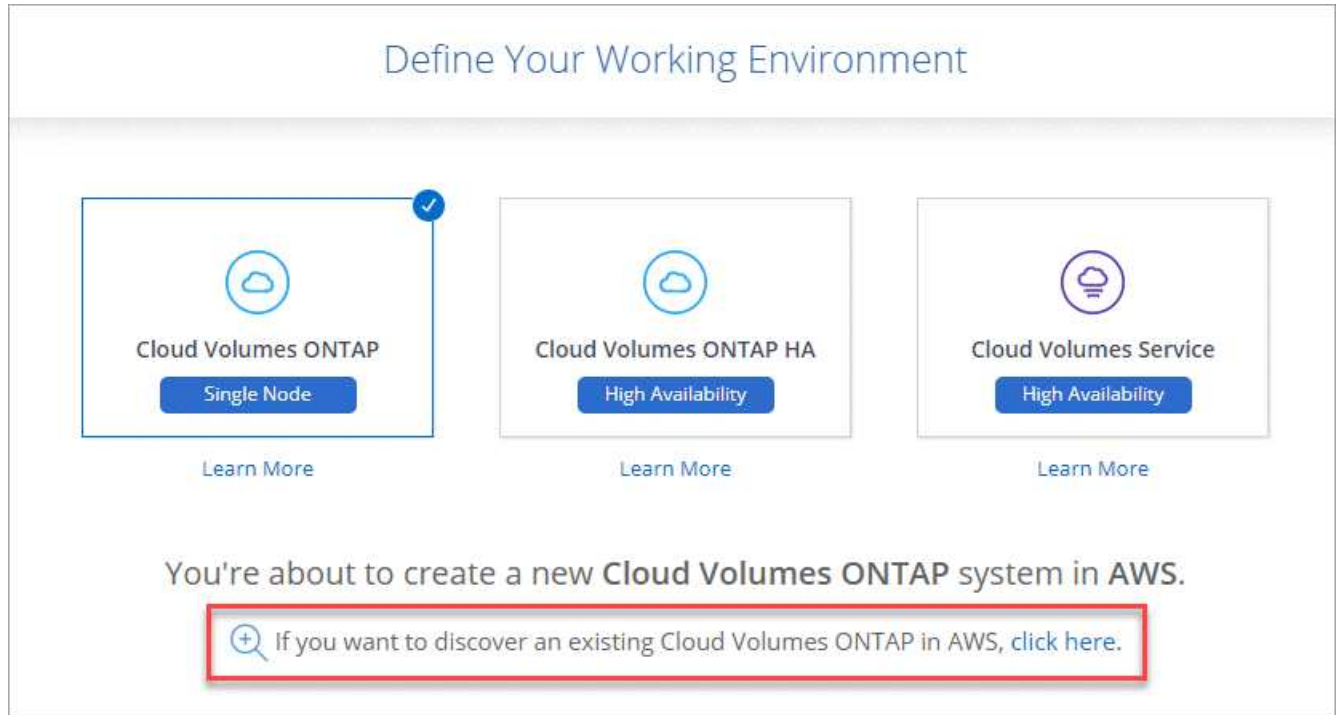 Define Your Working Environment
Cloud Volumes ONTAP
Single Node
Learn More
Cloud Volumes ONTAP HA
High Availability
Learn More
Cloud Volumes Service
High Availability
Learn More
You're about to create a new Cloud Volumes ONTAP system in AWS.
If you want to discover an existing Cloud Volumes ONTAP in AWS, click here.